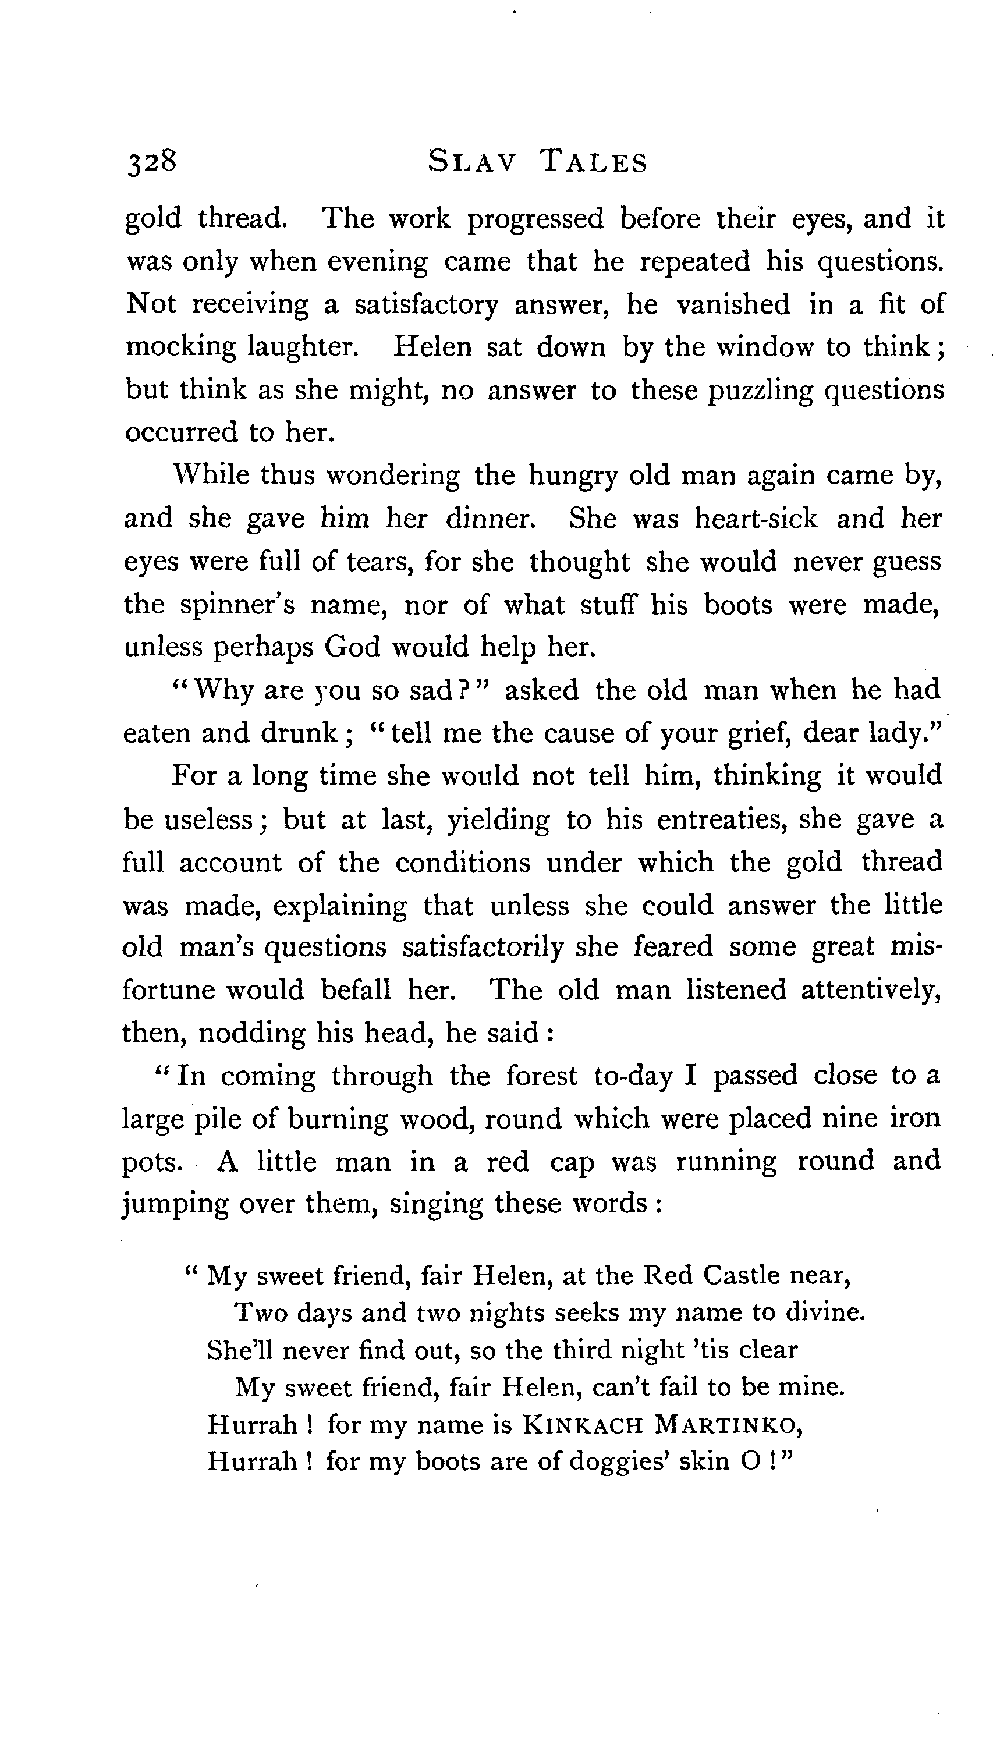 328 SLAV TALES
gold thread. The work progressed before their eyes, and it
was only when evening came that he repeated his questions.
Not receiving a satisfactory answer, he vanished in a fit of
mocking laughter. Helen sat down by the window to think;
but think as she might, no answer to these puzzling questions
occurred to her.
While thus wondering the hungry old man again came by,
and she gave him her dinner. She was heart-sick and her
eyes were full of tears, for she thought she would never guess
the spinner's name, nor of what stuff his boots were made,
unless perhaps God would help her.
"Why are you so sad?" asked the old man when he had
eaten and drunk; "tell me the cause of your grief, dear lady."
For a long time she would not tell him, thinking it would
be useless; but at last, yielding to his entreaties, she gave a
full account of the conditions under which the gold thread
was made, explaining that unless she could answer the little
old man's questions satisfactorily she feared some great mis-
fortune would befall her. The old man listened attentively,
then, nodding his head, he said:
"In coming through the forest to-day I passed close to a
large pile of burning wood, round which were placed nine iron
pots. A little man in a red cap was running round and
jumping over them, singing these words:
"My sweet friend, fair Helen, at the Red Castle near,
Two days and two nights seeks my name to divine.
She'll never find out, so the third night 'tis clear
My sweet friend, fair Helen, can't fail to be mine.
Hurrah! for my name is KINKACH MARTINKO,
Hurrah! for my boots are of doggies' skin O!"